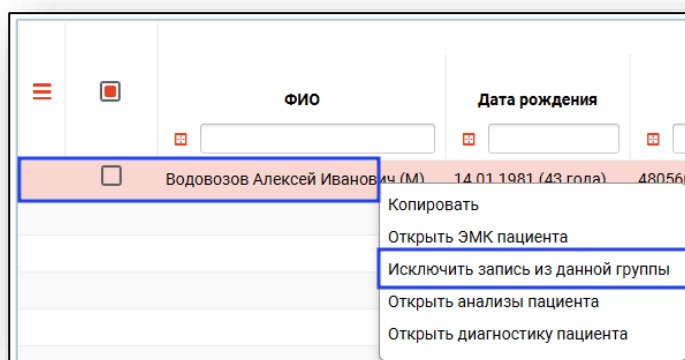 ФИО
Дата рождения
Водовозов Алексей Иванович (М) 14.01.1981 (43 года) 48056
Копировать
Открыть ЭМК пациента
Исключить запись из данной группы
Открыть анализы пациента
Открыть диагностику пациента